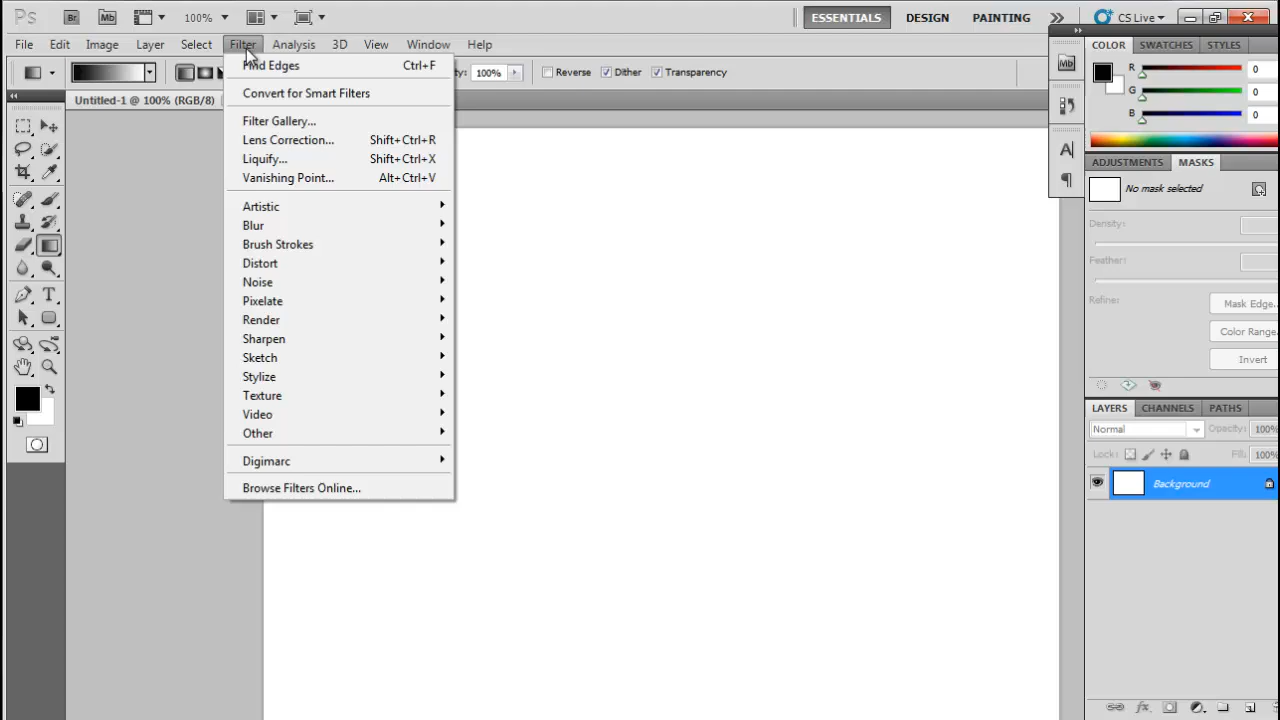 Ps Br Mb 100% ESSENTIALS DESIGN PAINTING CS Live
File Edit Image Layer Select Filter Analysis 3D View Window Help
100% Reverse Dither Transparency
Untitled-1 @ 100% (RGB/8)
Find Edges Ctrl+F
Convert for Smart Filters
Filter Gallery...
Lens Correction... Shift+Ctrl+R
Liquify... Shift+Ctrl+X
Vanishing Point... Alt+Ctrl+V
Artistic
Blur
Brush Strokes
Distort
Noise
Pixelate
Render
Sharpen
Sketch
Stylize
Texture
Video
Other
Digimarc
Browse Filters Online...
Mb
COLOR SWATCHES STYLES
R 0
G 0
B 0
ADJUSTMENTS MASKS
No mask selected
Density:
Feather:
Refine: Mask Edge...
Color Range...
Invert
LAYERS CHANNELS PATHS
Normal Opacity: 100%
Lock: Fill: 100%
Background